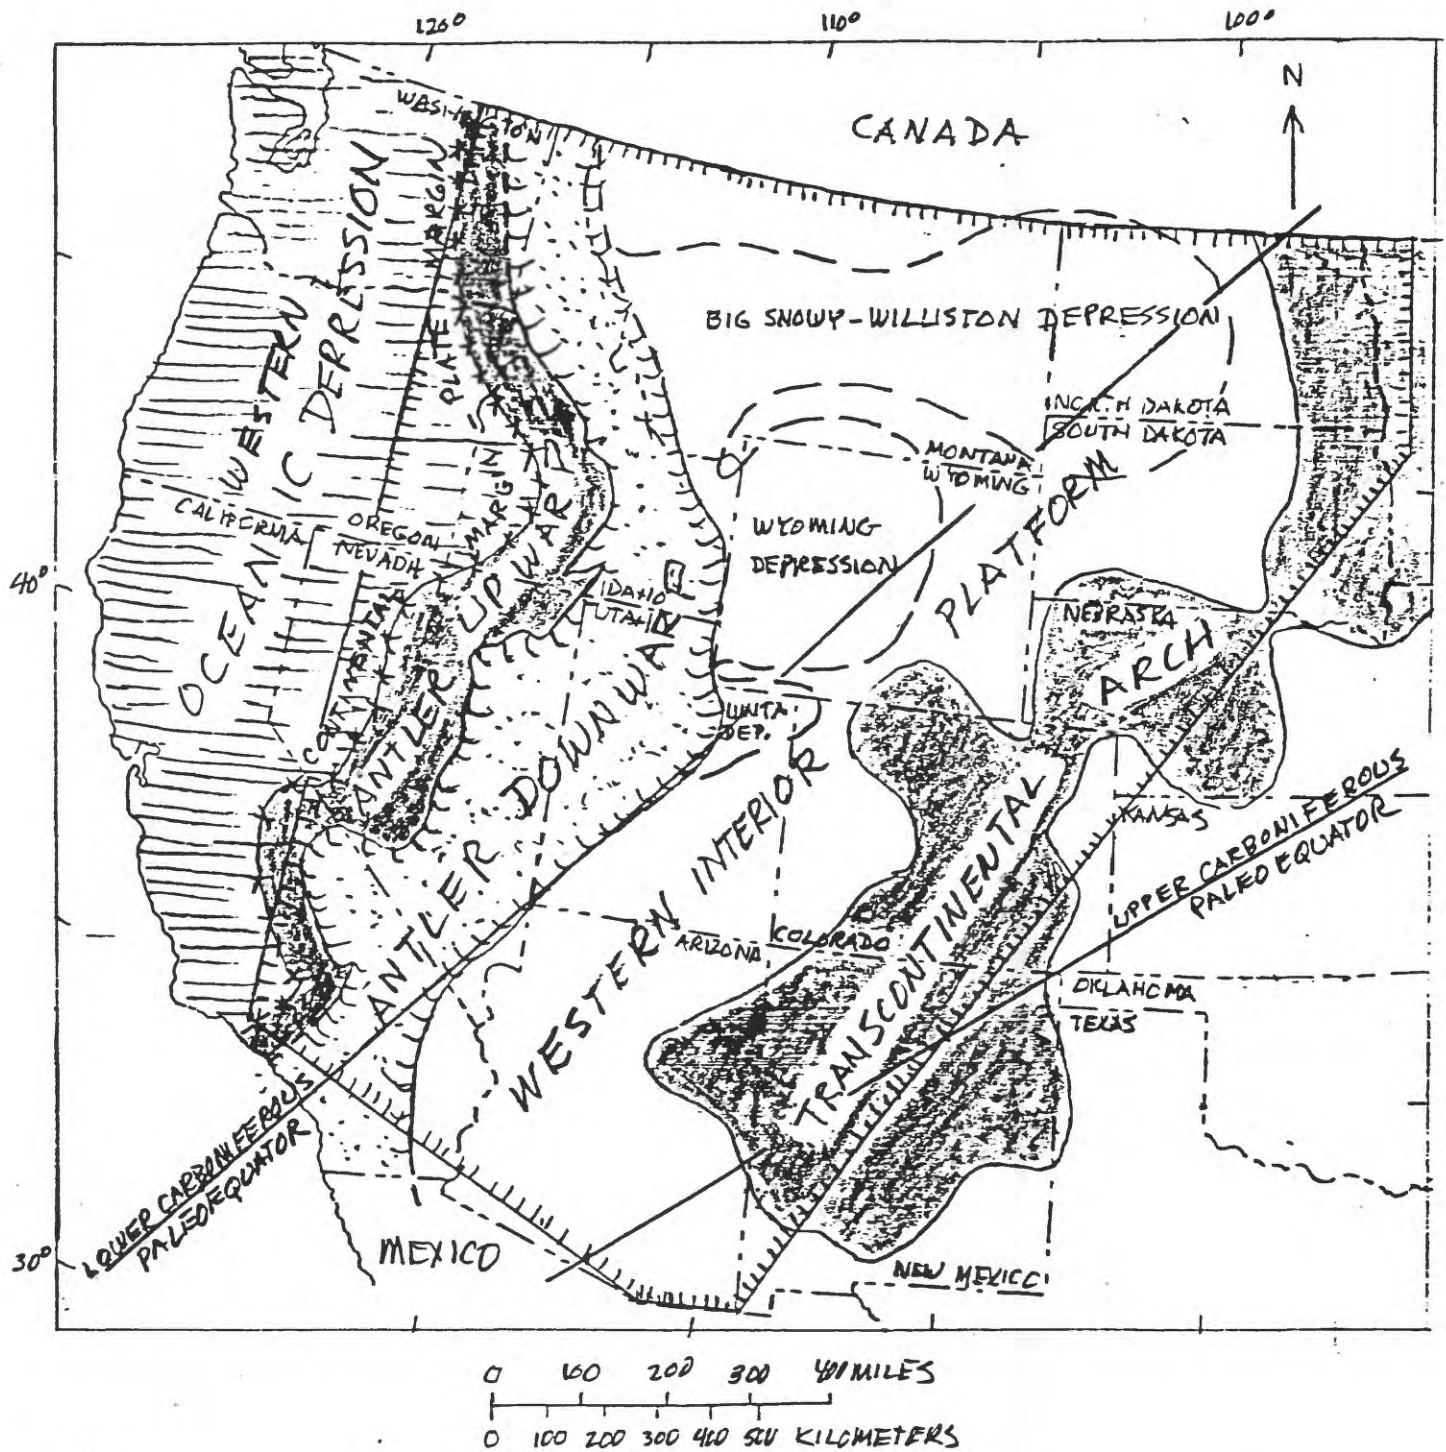 120°
110°
100°
N
WASHINGTON
CANADA
WESTERN
OCEANIC DEPRESSION
PLATE MARGIN
BIG SNOWY-WILLISTON DEPRESSION
NORTH DAKOTA
SOUTH DAKOTA
MONTANA
WYOMING
WYOMING
DEPRESSION
CALIFORNIA
OREGON
NEVADA
CONTINENTAL
MARGIN
40°
IDAHO
UTAH
ANTLER UPWARP
ANTLER DOWNWARP
UINTA
DEP.
NEBRASKA
WESTERN INTERIOR
PLATFORM
TRANSCONTINENTAL
ARCH
KANSAS
UPPER CARBONIFEROUS
PALEOEQUATOR
ARIZONA
COLORADO
OKLAHOMA
TEXAS
LOWER CARBONIFEROUS
PALEOEQUATOR
30°
MEXICO
NEW MEXICO
0 100 200 300 400 MILES
0 100 200 300 400 500 KILOMETERS